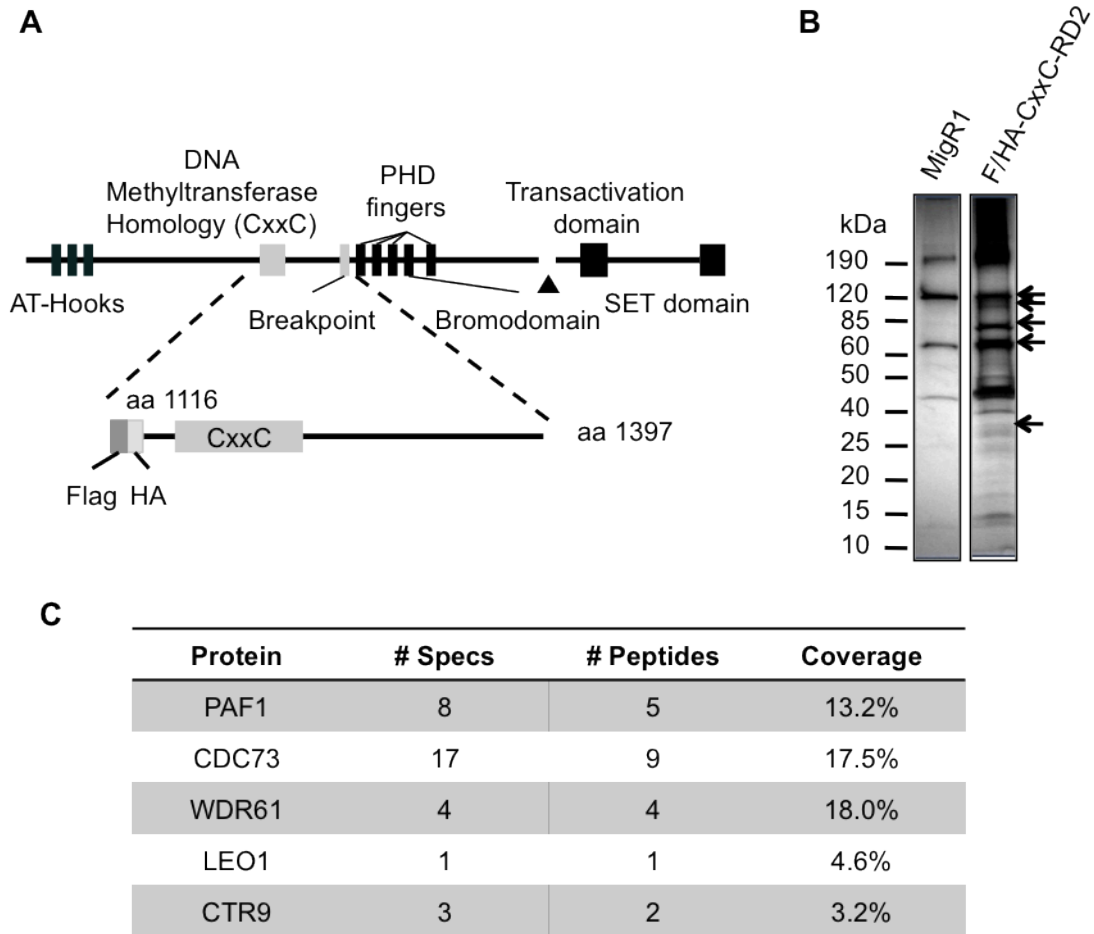 A
DNA
Methyltransferase
Homology (CxxC)
PHD
fingers
Transactivation
domain
AT-Hooks
Breakpoint
Bromodomain
SET domain
aa 1116
CxxC
aa 1397
Flag HA
B
MigR1
F/HA-CxxC-RD2
kDa
190
120
85
60
50
40
25
20
15
10
C
Protein # Specs # Peptides Coverage
PAF1 8 5 13.2%
CDC73 17 9 17.5%
WDR61 4 4 18.0%
LEO1 1 1 4.6%
CTR9 3 2 3.2%